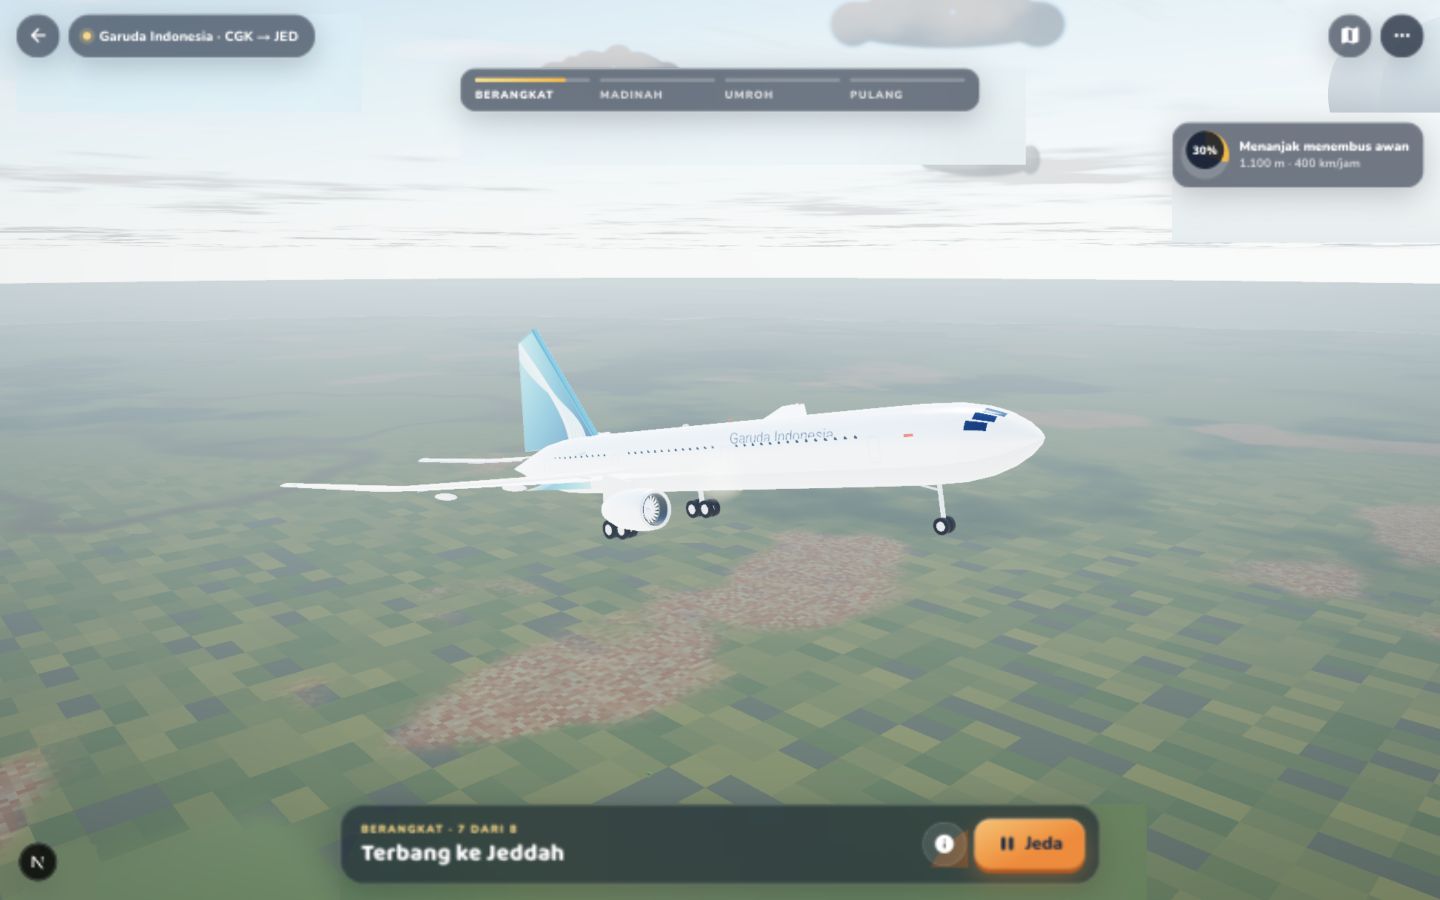 Garuda Indonesia · CGK → JED
BERANGKAT
MADINAH
UMROH
PULANG
30%
Menanjak menembus awan
1.100 m · 400 km/jam
Garuda Indonesia
BERANGKAT · 7 DARI 8
Terbang ke Jeddah
Jeda
N